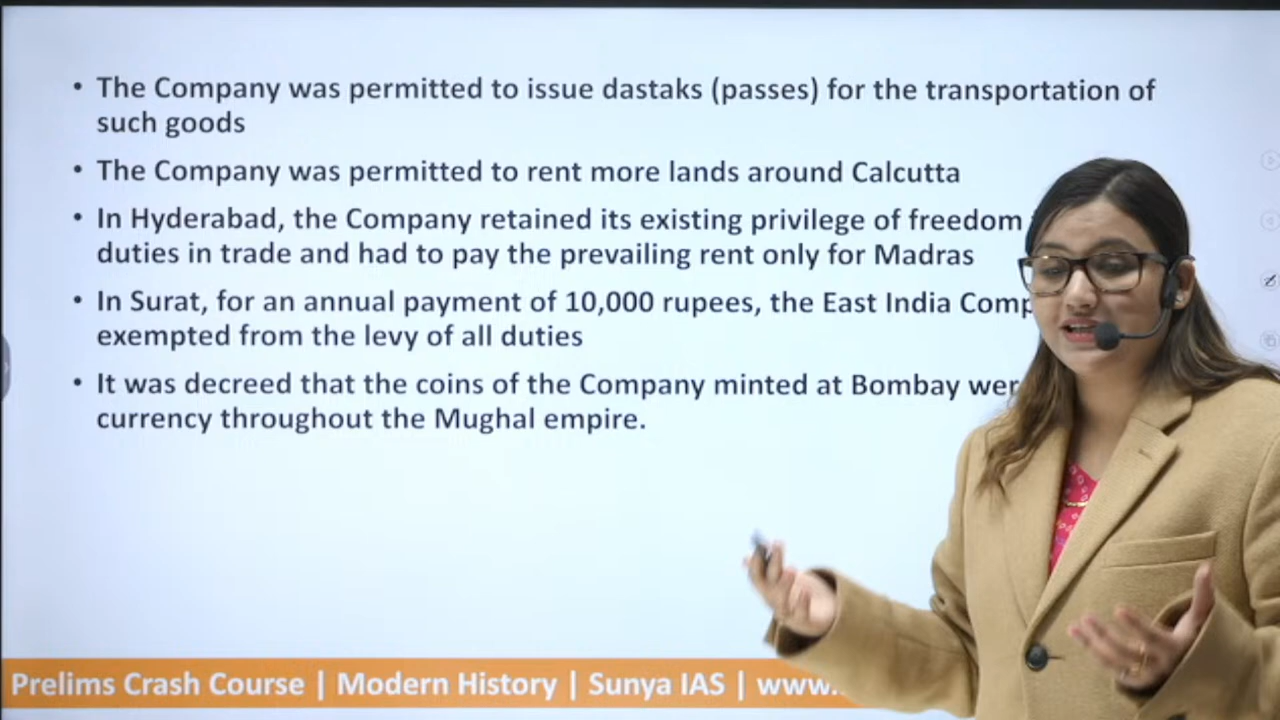 • The Company was permitted to issue dastaks (passes) for the transportation of
such goods
• The Company was permitted to rent more lands around Calcutta
• In Hyderabad, the Company retained its existing privilege of freedom
duties in trade and had to pay the prevailing rent only for Madras
• In Surat, for an annual payment of 10,000 rupees, the East India
exempted from the levy of all duties
• It was decreed that the coins of the Company minted at Bombay
currency throughout the Mughal empire.
Prelims Crash Course | Modern History | Sunya IAS | www.